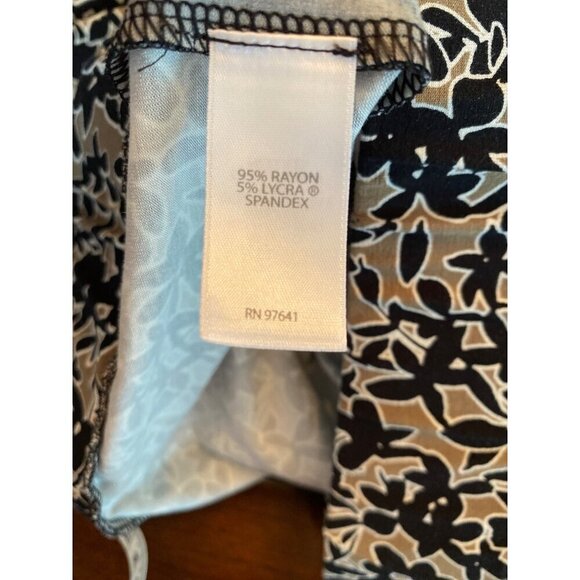 95% RAYON
5% LYCRA ®
SPANDEX
RN 97641